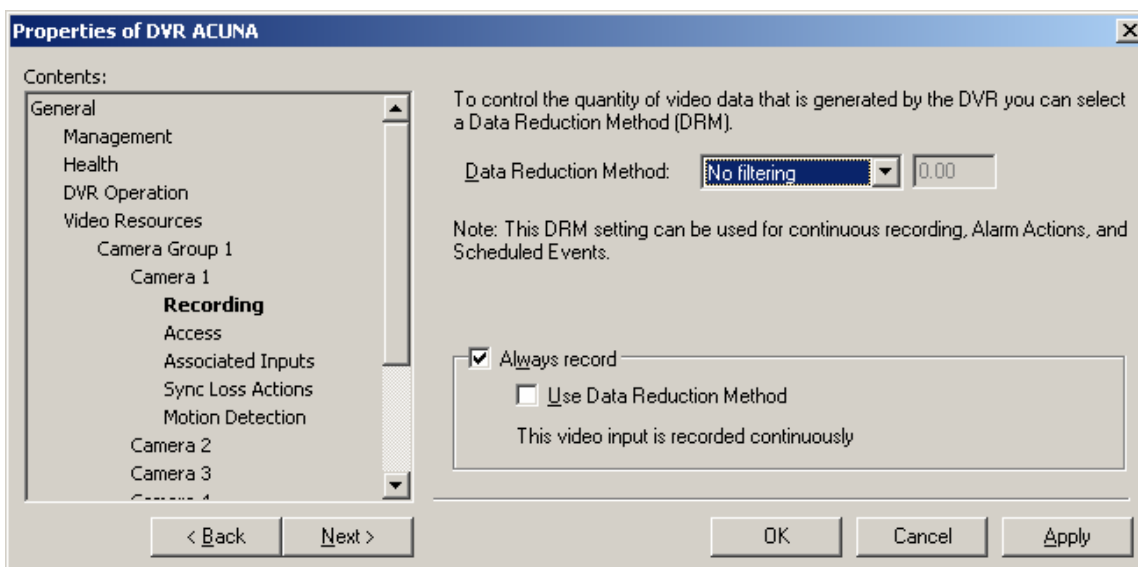 Properties of DVR ACUNA
Contents:
General
Management
Health
DVR Operation
Video Resources
Camera Group 1
Camera 1
Recording
Access
Associated Inputs
Sync Loss Actions
Motion Detection
Camera 2
Camera 3
To control the quantity of video data that is generated by the DVR you can select
a Data Reduction Method (DRM).
Data Reduction Method: No filtering 0.00
Note: This DRM setting can be used for continuous recording, Alarm Actions, and
Scheduled Events.
Always record
Use Data Reduction Method
This video input is recorded continuously
< Back Next > OK Cancel Apply